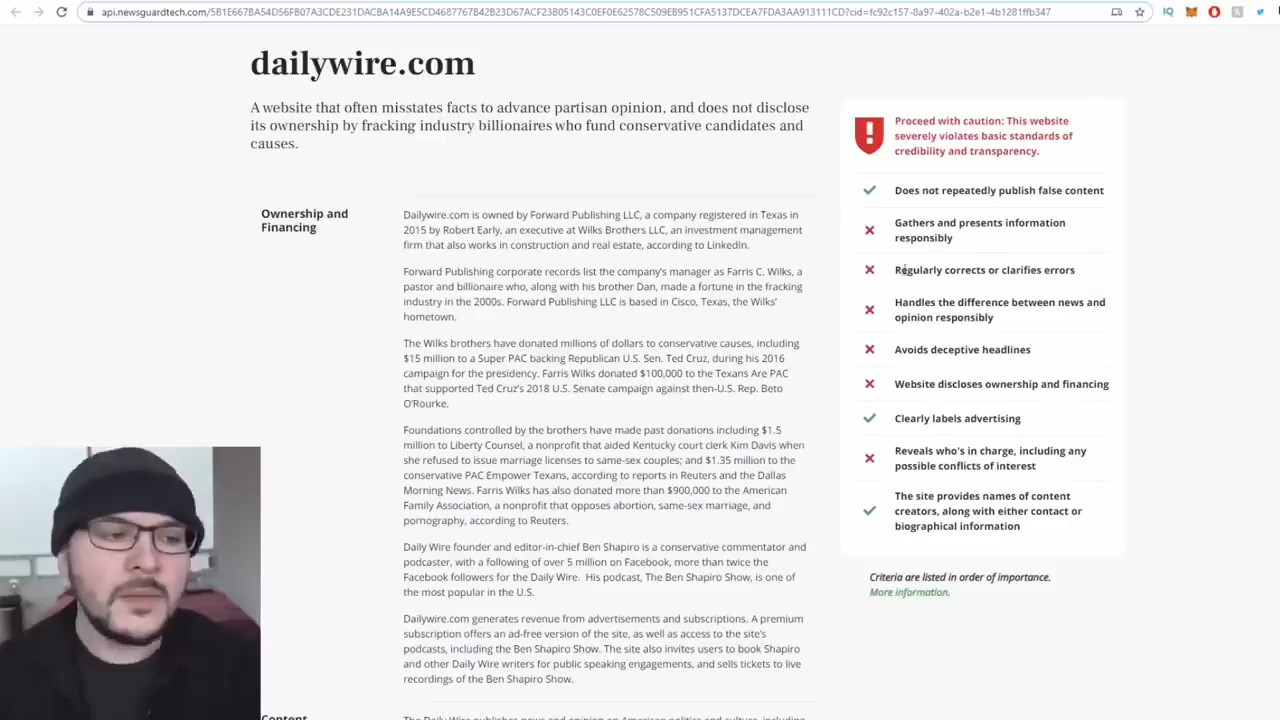 api.newsguardtech.com/5B1E667BA54D56FB07A3CDE231DACBA14A9E5CD4687767B42B23D67ACF23B05143C0EF0E62578C509EB951CFA5137DCEA7FDA3AA913111CD?cid=fc92c157-8a97-402a-b2e1-4b1281ffb347
dailywire.com
A website that often misstates facts to advance partisan opinion, and does not disclose
its ownership by fracking industry billionaires who fund conservative candidates and
causes.
Ownership and
Financing
Dailywire.com is owned by Forward Publishing LLC, a company registered in Texas in
2015 by Robert Early, an executive at Wilks Brothers LLC, an investment management
firm that also works in construction and real estate, according to LinkedIn.
Forward Publishing corporate records list the company's manager as Farris C. Wilks, a
pastor and billionaire who, along with his brother Dan, made a fortune in the fracking
industry in the 2000s. Forward Publishing LLC is based in Cisco, Texas, the Wilks'
hometown.
The Wilks brothers have donated millions of dollars to conservative causes, including
$15 million to a Super PAC backing Republican U.S. Sen. Ted Cruz, during his 2016
campaign for the presidency. Farris Wilks donated $100,000 to the Texans Are PAC
that supported Ted Cruz's 2018 U.S. Senate campaign against then-U.S. Rep. Beto
O'Rourke.
Foundations controlled by the brothers have made past donations including $1.5
million to Liberty Counsel, a nonprofit that aided Kentucky court clerk Kim Davis when
she refused to issue marriage licenses to same-sex couples; and $1.35 million to the
conservative PAC Empower Texans, according to reports in Reuters and the Dallas
Morning News. Farris Wilks has also donated more than $900,000 to the American
Family Association, a nonprofit that opposes abortion, same-sex marriage, and
pornography, according to Reuters.
Daily Wire founder and editor-in-chief Ben Shapiro is a conservative commentator and
podcaster, with a following of over 5 million on Facebook, more than twice the
Facebook followers for the Daily Wire. His podcast, The Ben Shapiro Show, is one of
the most popular in the U.S.
Dailywire.com generates revenue from advertisements and subscriptions. A premium
subscription offers an ad-free version of the site, as well as access to the site's
podcasts, including the Ben Shapiro Show. The site also invites users to book Shapiro
and other Daily Wire writers for public speaking engagements, and sells tickets to live
recordings of the Ben Shapiro Show.
Content
The Daily Wire publishes news and opinion on American politics and culture, including
Proceed with caution: This website
severely violates basic standards of
credibility and transparency.
Does not repeatedly publish false content
Gathers and presents information
responsibly
Regularly corrects or clarifies errors
Handles the difference between news and
opinion responsibly
Avoids deceptive headlines
Website discloses ownership and financing
Clearly labels advertising
Reveals who's in charge, including any
possible conflicts of interest
The site provides names of content
creators, along with either contact or
biographical information
Criteria are listed in order of importance.
More information.